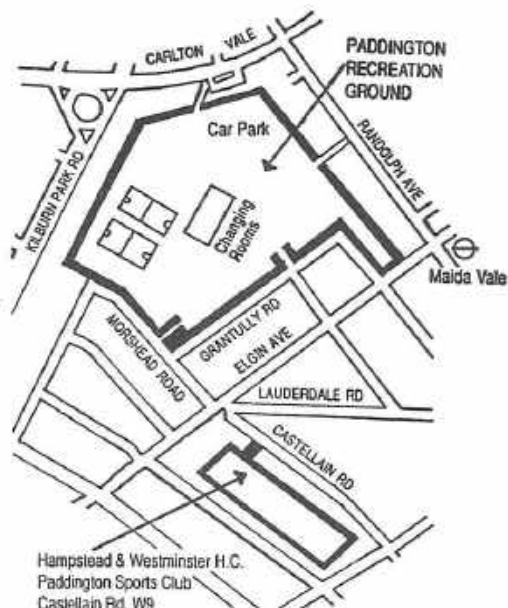 CARLTON VALE
PADDINGTON
RECREATION
GROUND
Car Park
RANDOLPH AVE
KILBURN PARK RD
Changing
Rooms
Maida Vale
GRANTULLY RD
ELGIN AVE
MORSHEAD ROAD
LAUDERDALE RD
CASTELLAIN RD
Hampstead & Westminster H.C.
Paddington Sports Club
Castellain Rd, W9